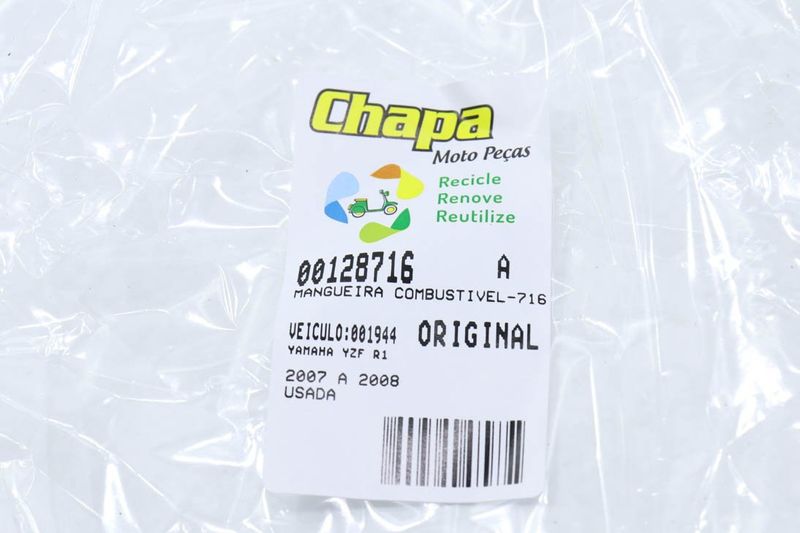 Chapa
Moto Peças
Recicle
Renove
Reutilize
00128716 A
MANGUEIRA COMBUSTIVEL-716
VEICULO:001944 ORIGINAL
YAMAHA YZF R1
2007 A 2008
USADA